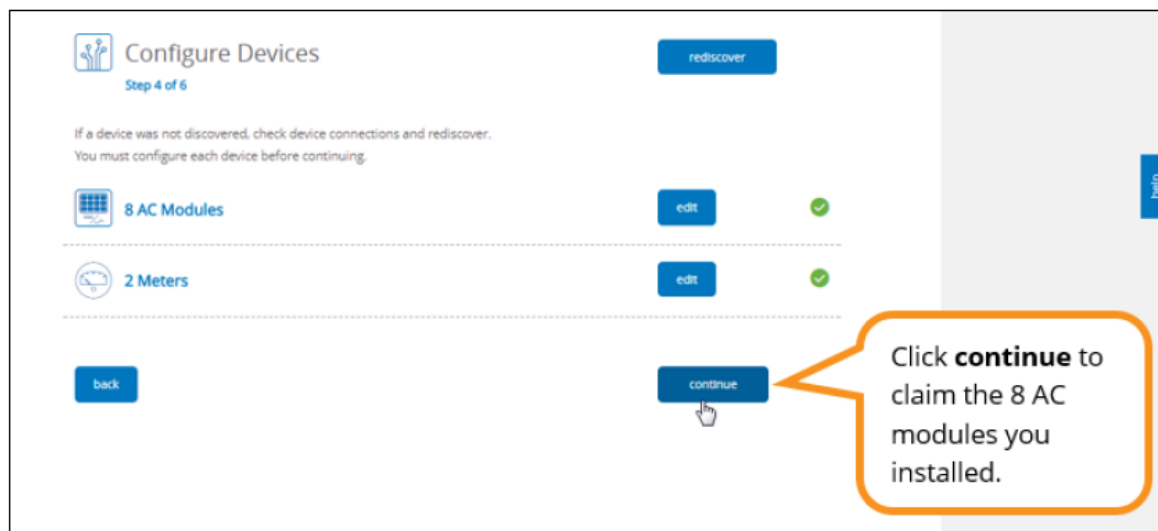 Configure Devices
rediscover
Step 4 of 6
If a device was not discovered, check device connections and rediscover.
You must configure each device before continuing.
help
8 AC Modules
edit
2 Meters
edit
back
continue
Click continue to
claim the 8 AC
modules you
installed.